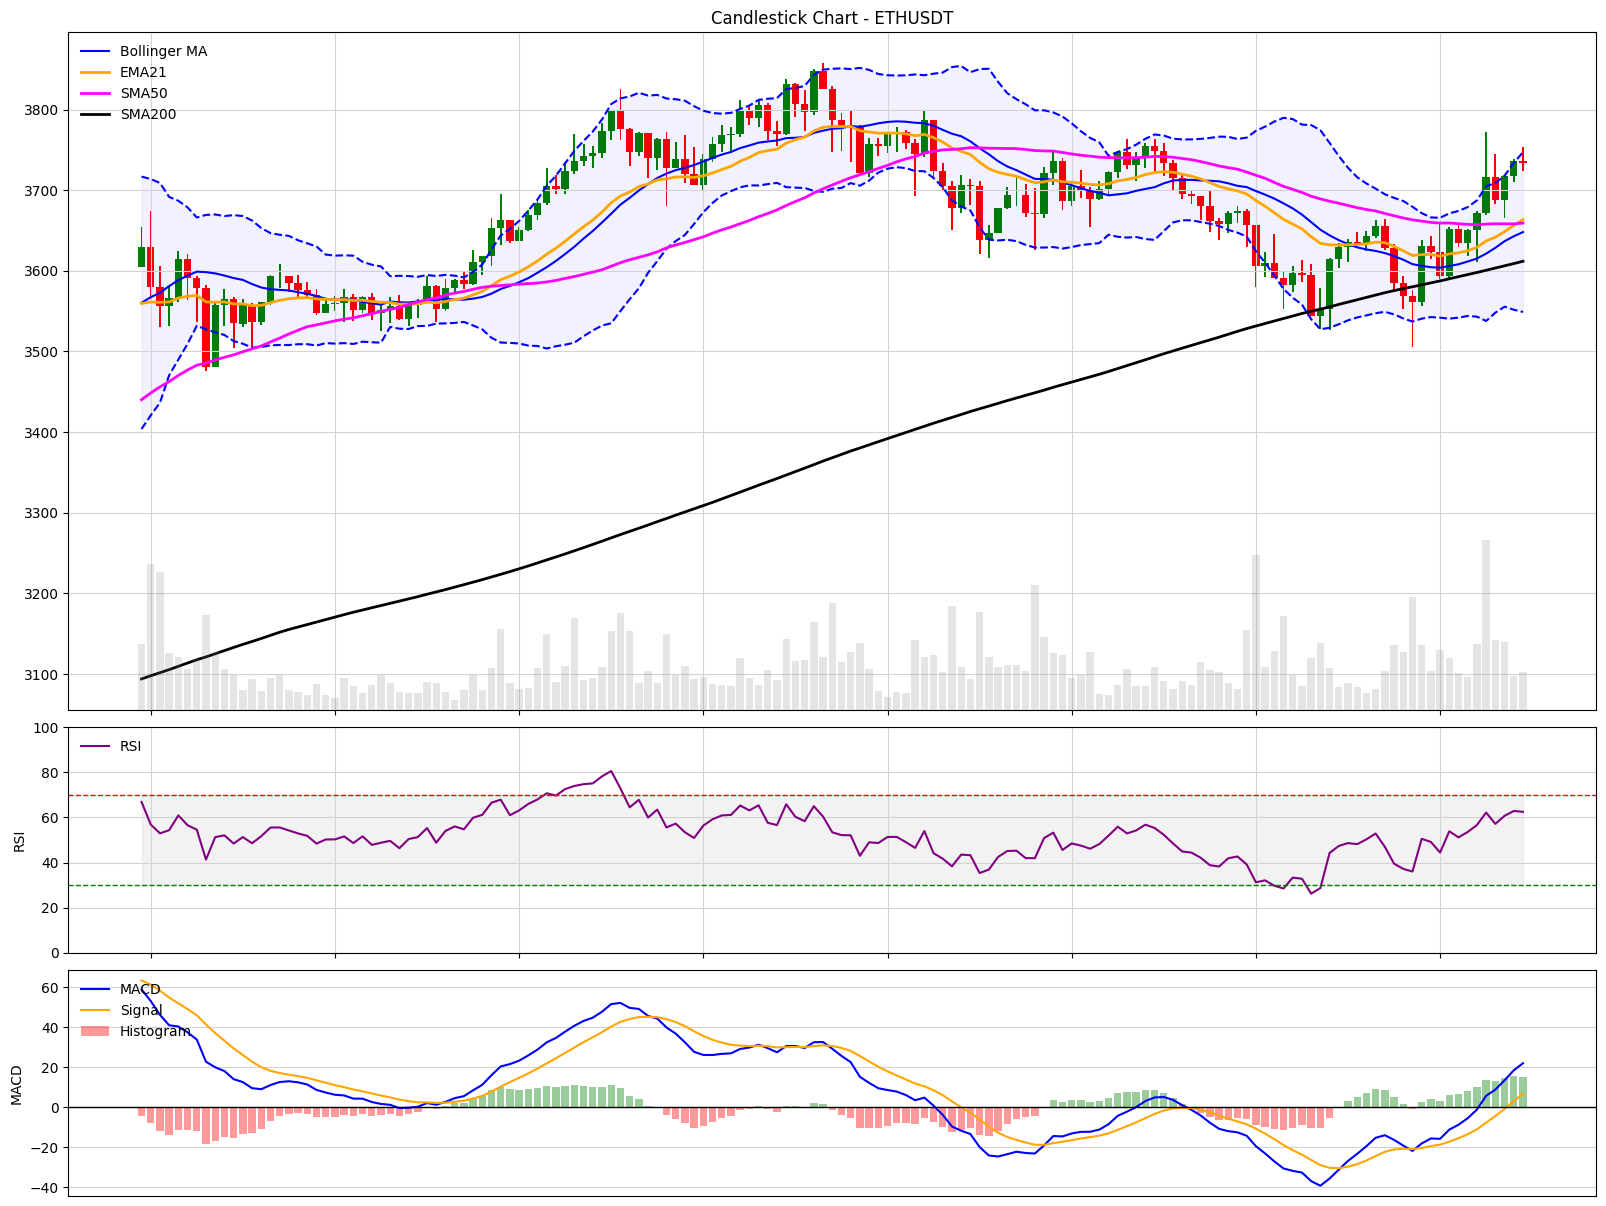 Candlestick Chart - ETHUSDT
Bollinger MA
EMA21
SMA50
SMA200
3800
3700
3600
3500
3400
3300
3200
3100
100
80
60
40
20
0
RSI
RSI
60
40
20
0
−20
−40
MACD
MACD
Signal
Histogram